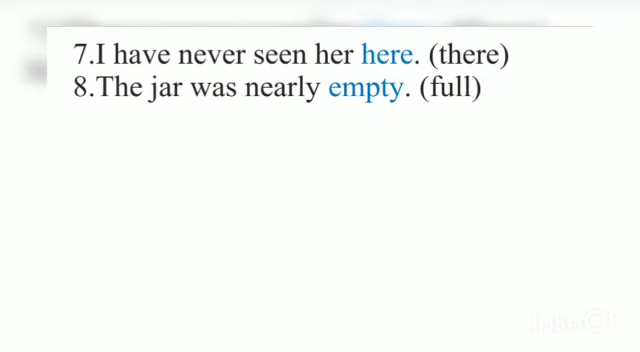 7.I have never seen her here. (there)
8.The jar was nearly empty. (full)